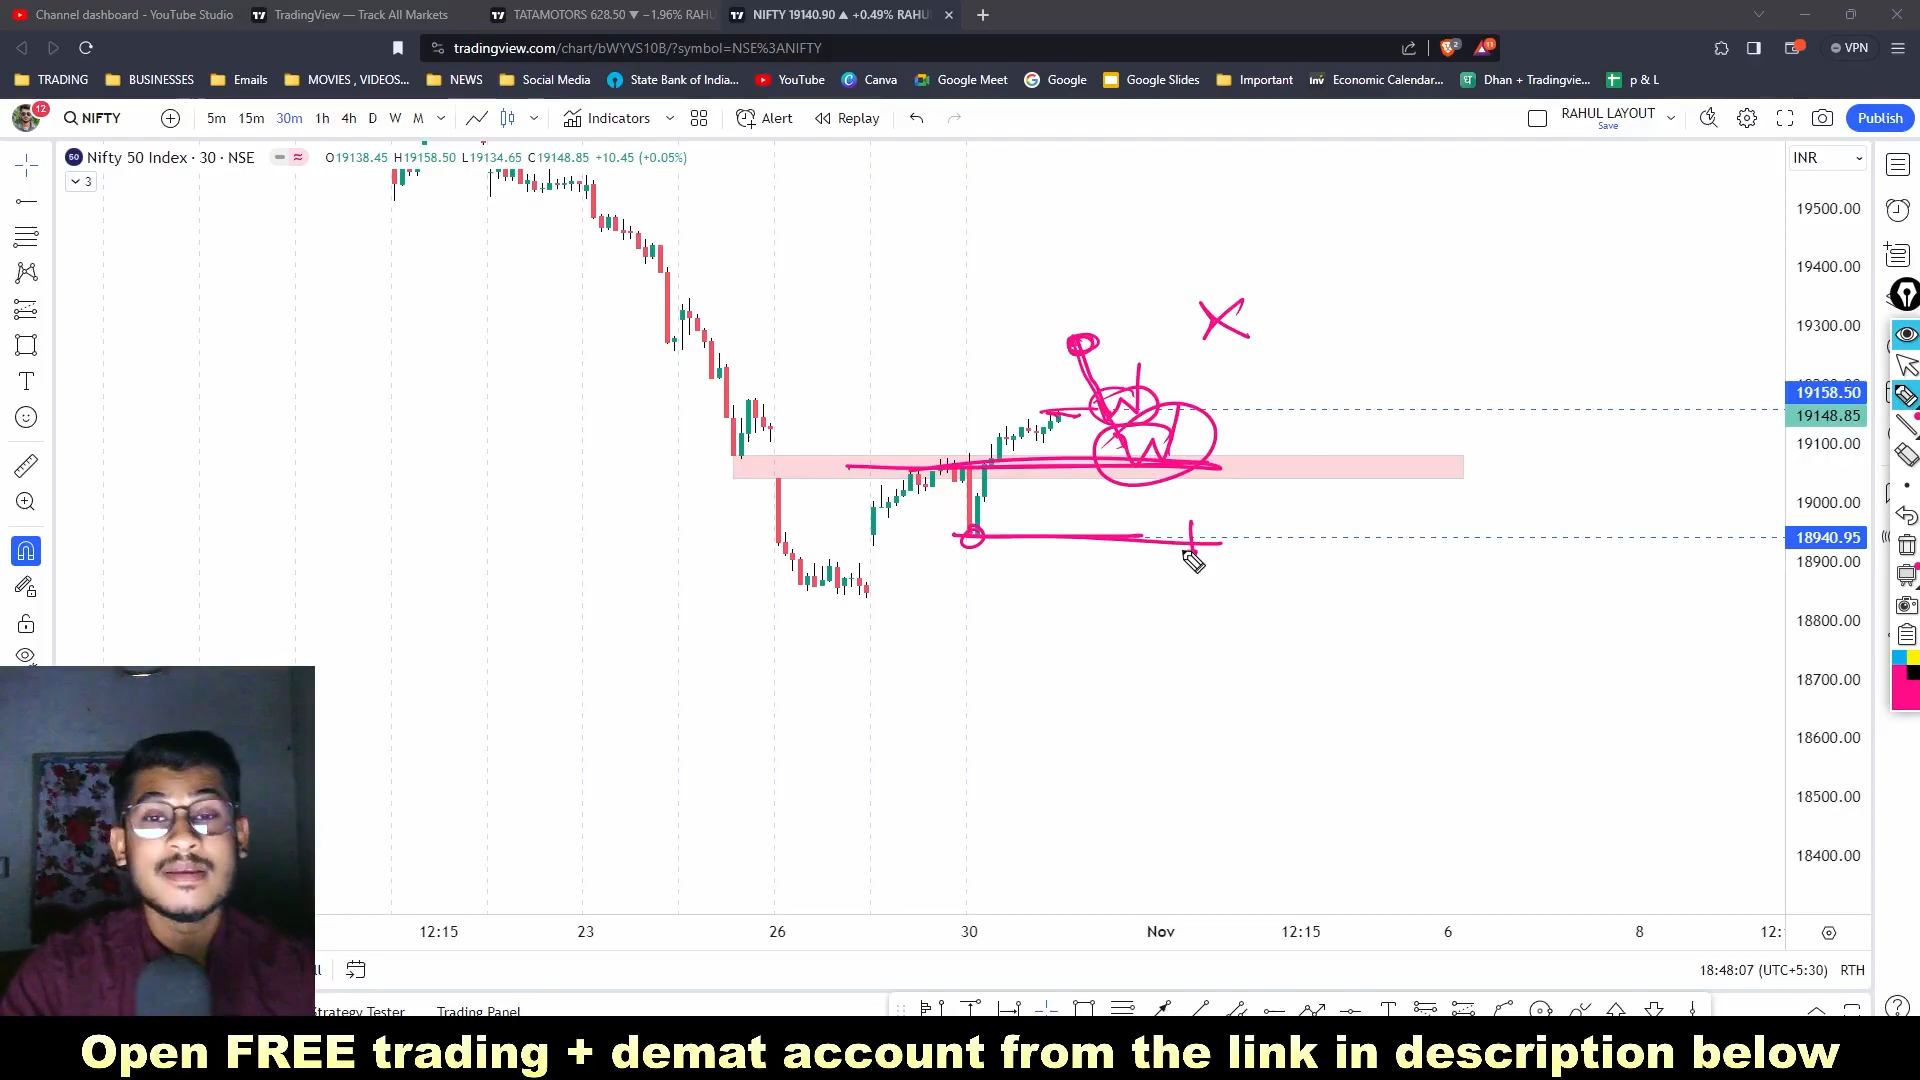 Channel dashboard - YouTube Studio
TradingView — Track All Markets
TATAMOTORS 628.50 ▼ −1.96% RAHU
NIFTY 19140.90 ▲ +0.49% RAHU
tradingview.com/chart/bWYVS10B/?symbol=NSE%3ANIFTY
VPN
TRADING
BUSINESSES
Emails
MOVIES , VIDEOS...
NEWS
Social Media
State Bank of India...
YouTube
Canva
Google Meet
Google
Google Slides
Important
Inv Economic Calendar...
Dhan + Tradingvie...
p & L
12
NIFTY
5m 15m 30m 1h 4h D W M
Indicators
Alert
Replay
RAHUL LAYOUT
Save
Publish
50 Nifty 50 Index · 30 · NSE
O19138.45 H19158.50 L19134.65 C19148.85 +10.45 (+0.05%)
3
INR
19500.00
19400.00
19300.00
19158.50
19148.85
19100.00
19000.00
18940.95
18900.00
18800.00
18700.00
18600.00
18500.00
18400.00
W
W
12:15 23 26 30 Nov 12:15 6 8 12:
18:48:07 (UTC+5:30) RTH
Strategy Tester
Trading Panel
Open FREE trading + demat account from the link in description below